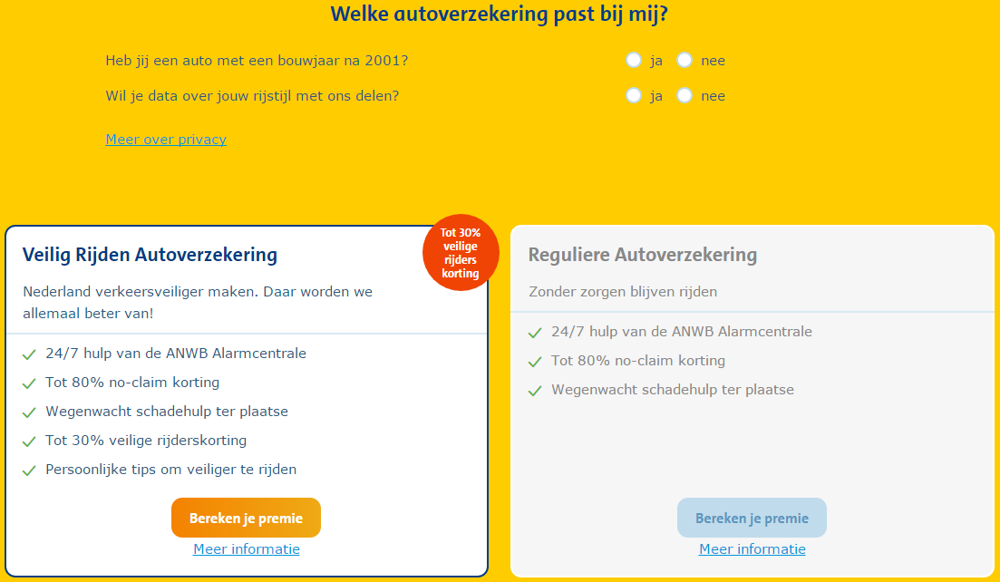 Welke autoverzekering past bij mij?
Heb jij een auto met een bouwjaar na 2001? ja nee
Wil je data over jouw rijstijl met ons delen? ja nee
Meer over privacy
Tot 30%
veilige
rijders
korting
Veilig Rijden Autoverzekering
Nederland verkeersveiliger maken. Daar worden we
allemaal beter van!
24/7 hulp van de ANWB Alarmcentrale
Tot 80% no-claim korting
Wegenwacht schadehulp ter plaatse
Tot 30% veilige rijderskorting
Persoonlijke tips om veiliger te rijden
Bereken je premie
Meer informatie
Reguliere Autoverzekering
Zonder zorgen blijven rijden
24/7 hulp van de ANWB Alarmcentrale
Tot 80% no-claim korting
Wegenwacht schadehulp ter plaatse
Bereken je premie
Meer informatie